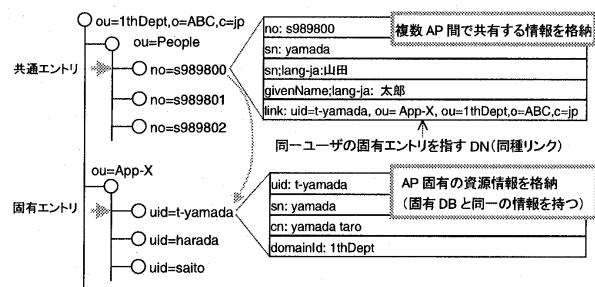 ou=1thDept,o=ABC,c=jp
ou=People
共通エントリ
no=s989800
no=s989801
no=s989802
no: s989800
複数 AP 間で共有する情報を格納
sn: yamada
sn;lang-ja:山田
givenName;lang-ja: 太郎
link: uid=t-yamada, ou= App-X, ou=1thDept,o=ABC,c=jp
同一ユーザの固有エントリを指す DN(同種リンク)
ou=App-X
固有エントリ
uid=t-yamada
uid=harada
uid=saito
uid: t-yamada
AP 固有の資源情報を格納
(固有 DB と同一の情報を持つ)
sn: yamada
cn: yamada taro
domainId: 1thDept